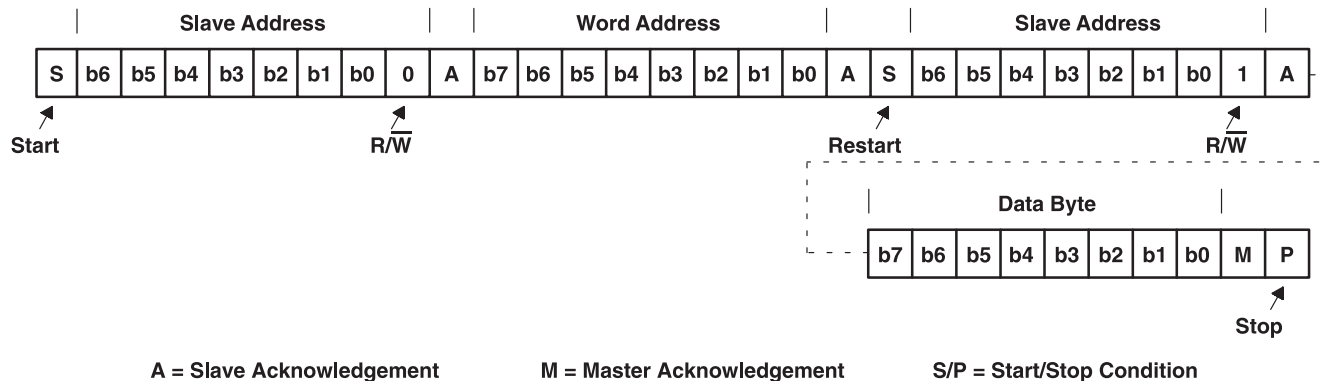 Slave Address Word Address Slave Address
S b6 b5 b4 b3 b2 b1 b0 0 A b7 b6 b5 b4 b3 b2 b1 b0 A S b6 b5 b4 b3 b2 b1 b0 1 A
Start R/W̅ Restart R/W̅
Data Byte
b7 b6 b5 b4 b3 b2 b1 b0 M P
Stop
A = Slave Acknowledgement M = Master Acknowledgement S/P = Start/Stop Condition